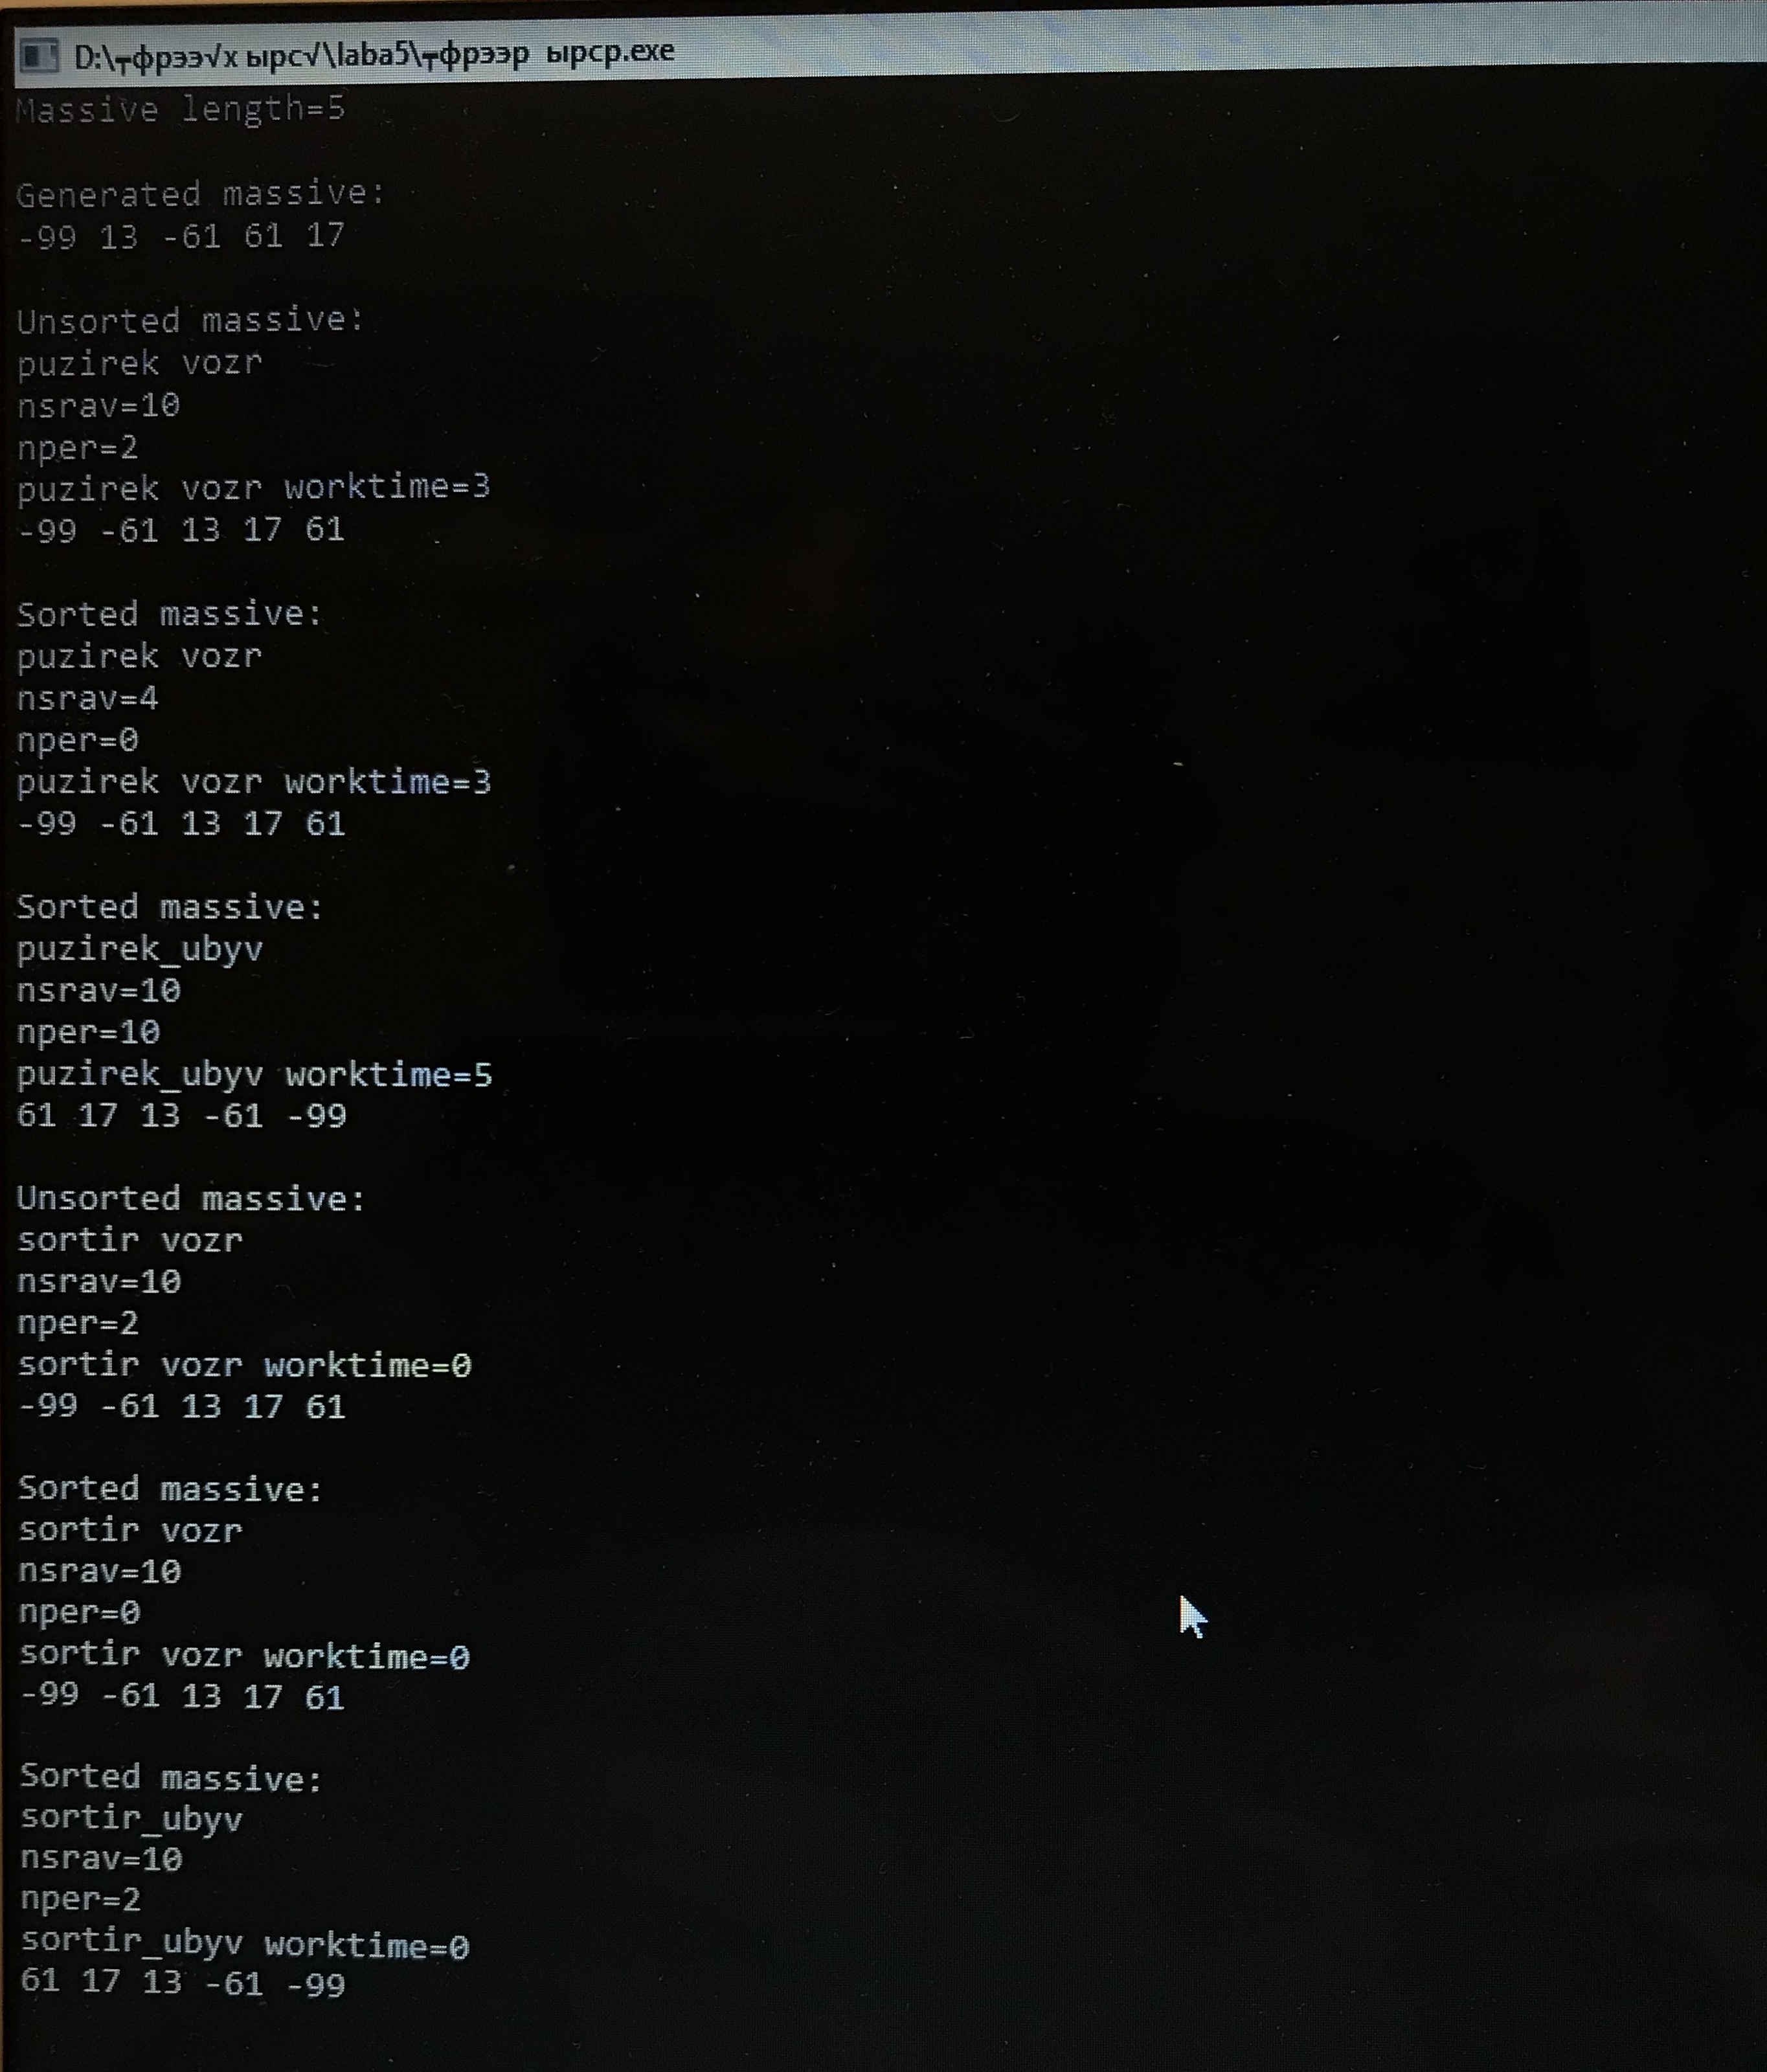 D:\┬фрээ√х ырс√\laba5\┬фрээр ырср.exe
Massive length=5
Generated massive:
-99 13 -61 61 17
Unsorted massive:
puzirek vozr
nsrav=10
nper=2
puzirek vozr worktime=3
-99 -61 13 17 61
Sorted massive:
puzirek vozr
nsrav=4
nper=0
puzirek vozr worktime=3
-99 -61 13 17 61
Sorted massive:
puzirek_ubyv
nsrav=10
nper=10
puzirek_ubyv worktime=5
61 17 13 -61 -99
Unsorted massive:
sortir vozr
nsrav=10
nper=2
sortir vozr worktime=0
-99 -61 13 17 61
Sorted massive:
sortir vozr
nsrav=10
nper=0
sortir vozr worktime=0
-99 -61 13 17 61
Sorted massive:
sortir_ubyv
nsrav=10
nper=2
sortir_ubyv worktime=0
61 17 13 -61 -99